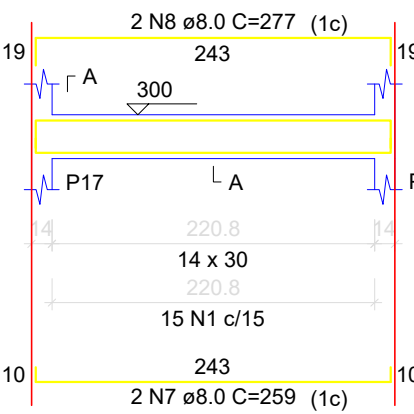 2 N8 ø8.0 C=277 (1c)
19 243 19
A
300
P17 A P
14 220.8 14
14 x 30
220.8
15 N1 c/15
10 243 10
2 N7 ø8.0 C=259 (1c)